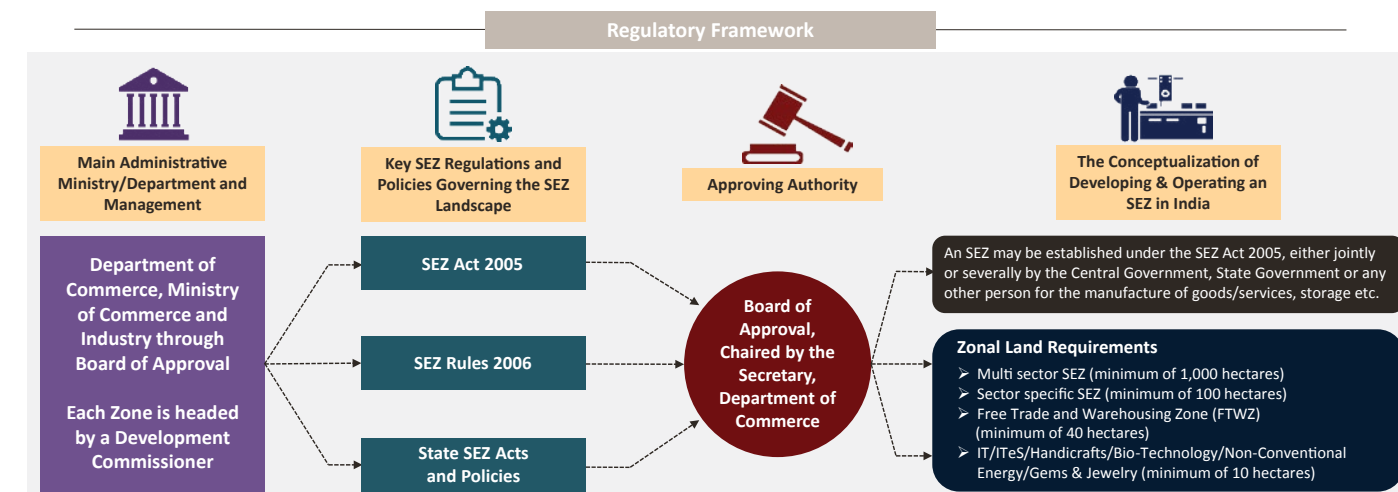 Regulatory Framework
Main Administrative
Ministry/Department and
Management
Key SEZ Regulations and
Policies Governing the SEZ
Landscape
Approving Authority
The Conceptualization of
Developing & Operating an
SEZ in India
Department of
Commerce, Ministry
of Commerce and
Industry through
Board of Approval
Each Zone is headed
by a Development
Commissioner
SEZ Act 2005
SEZ Rules 2006
State SEZ Acts
and Policies
Board of
Approval,
Chaired by the
Secretary,
Department of
Commerce
An SEZ may be established under the SEZ Act 2005, either jointly
or severally by the Central Government, State Government or any
other person for the manufacture of goods/services, storage etc.
Zonal Land Requirements
➢ Multi sector SEZ (minimum of 1,000 hectares)
➢ Sector specific SEZ (minimum of 100 hectares)
➢ Free Trade and Warehousing Zone (FTWZ)
(minimum of 40 hectares)
➢ IT/ITeS/Handicrafts/Bio-Technology/Non-Conventional
Energy/Gems & Jewelry (minimum of 10 hectares)